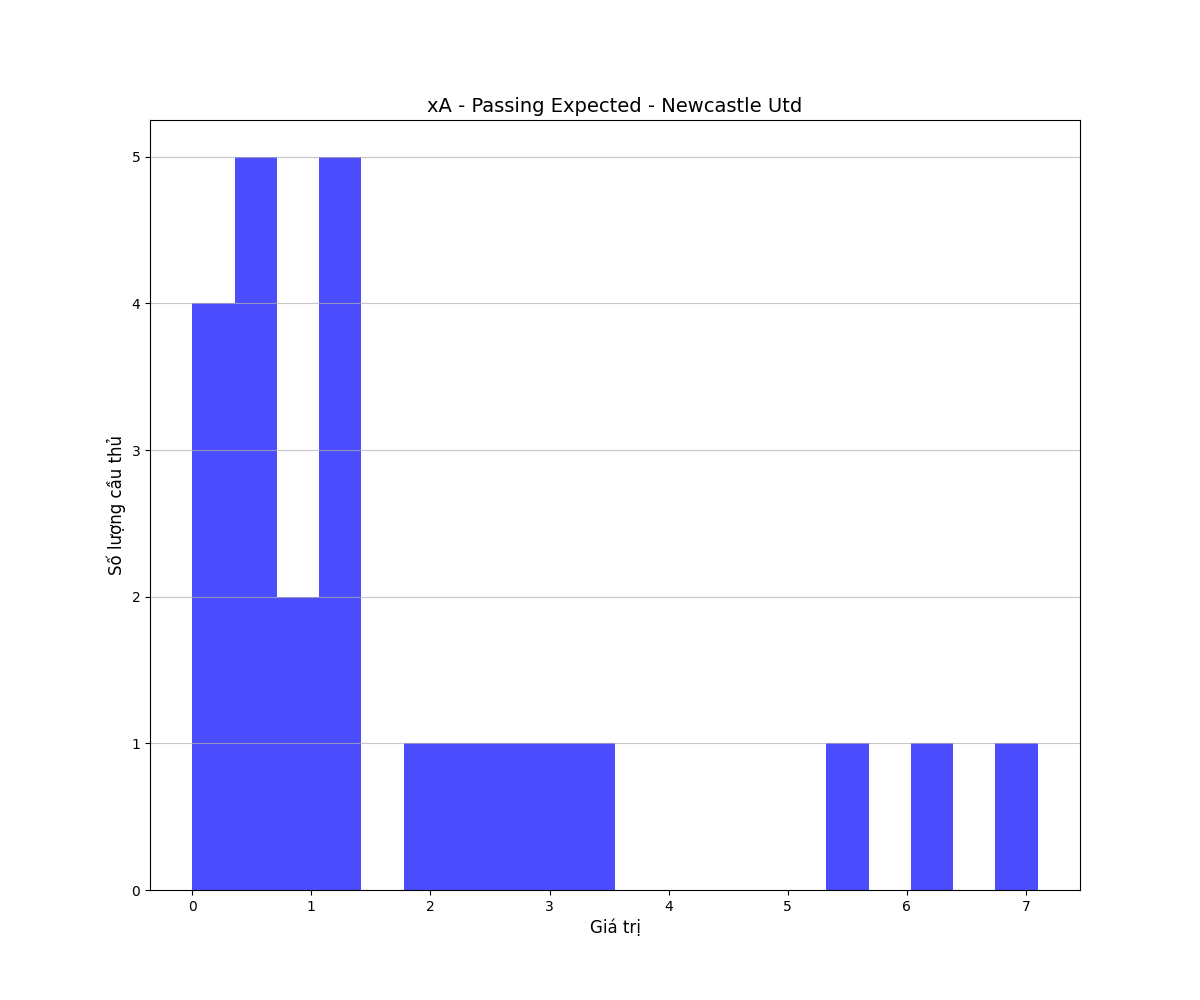 xA - Passing Expected - Newcastle Utd
5
4
3
2
1
0
Số lượng cầu thủ
0 1 2 3 4 5 6 7
Giá trị